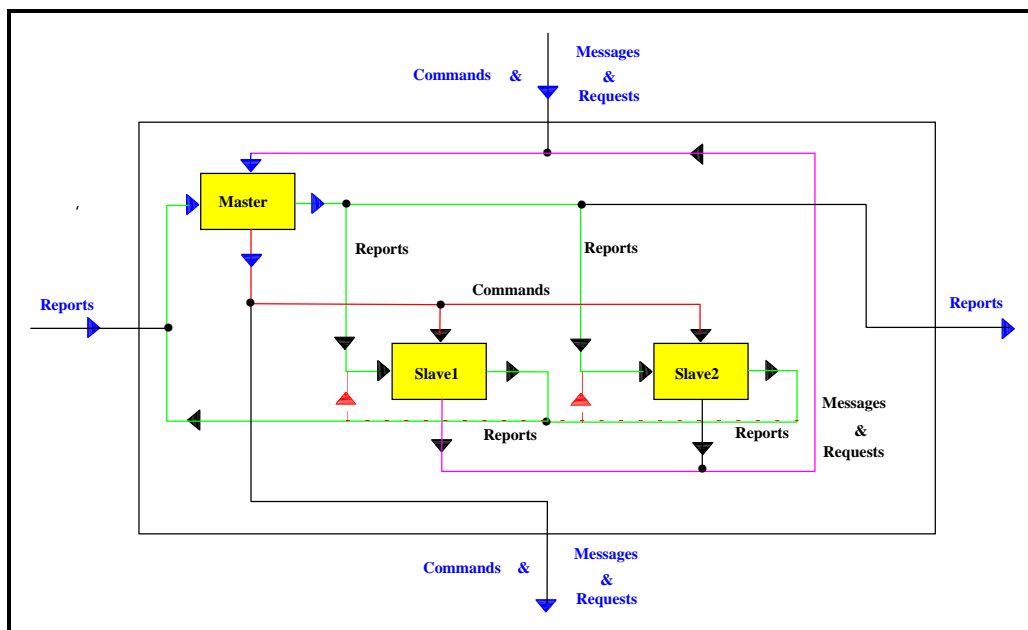 Messages
Commands &
&
Requests
Master
Reports
Reports
Commands
Reports
Reports
Slave1
Slave2
Messages
Reports
Reports
&
Requests
Messages
Commands &
&
Requests